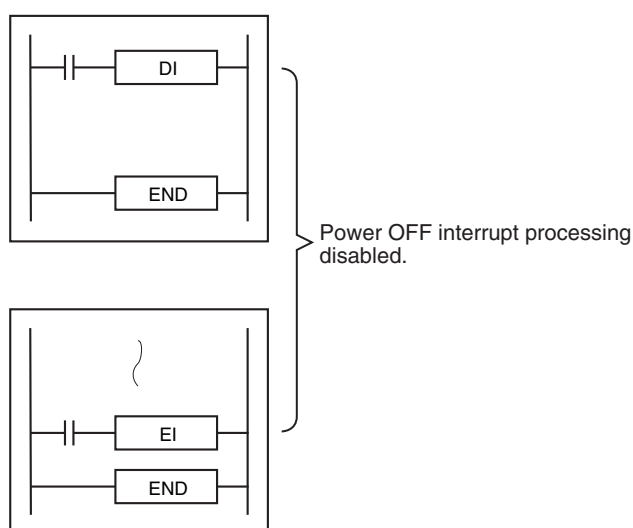 DI
END
Power OFF interrupt processing
disabled.
EI
END